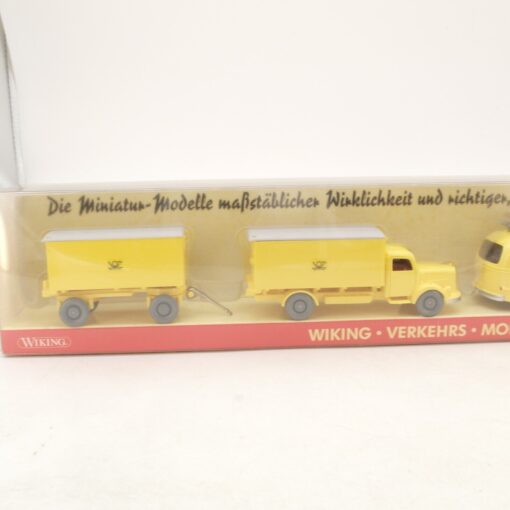 Die Miniatur-Modelle maßstäblicher Wirklichkeit und richtiger,
WIKING
WIKING • VERKEHRS • MO